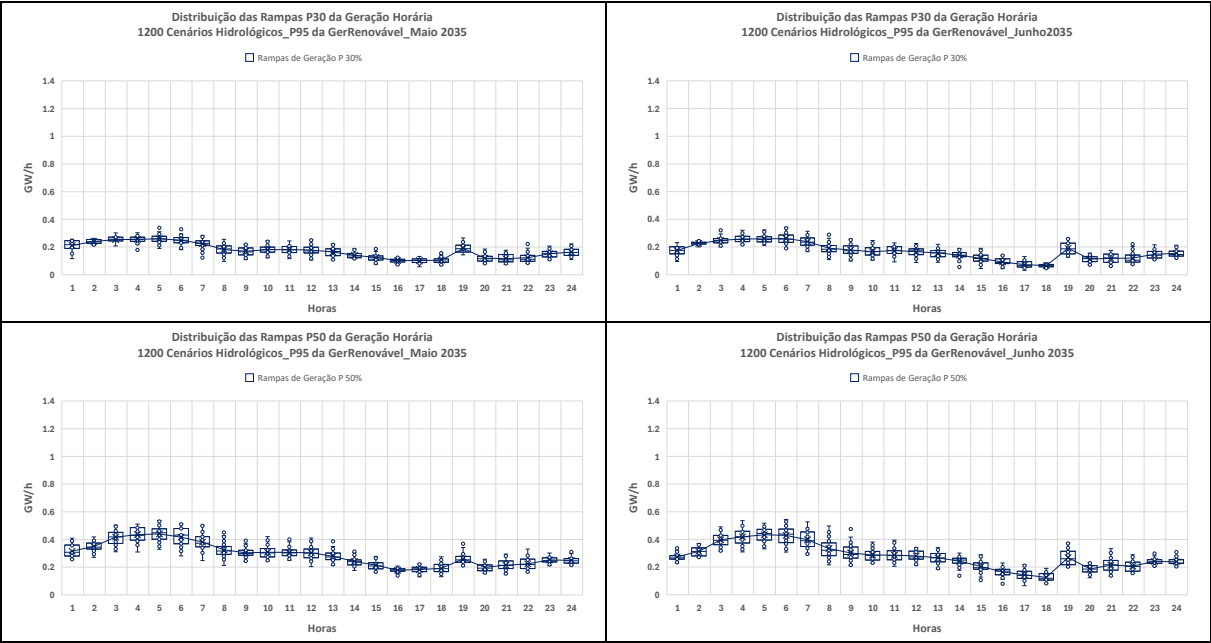 Distribuição das Rampas P30 da Geração Horária
1200 Cenários Hidrológicos_P95 da GerRenovável_Maio 2035
Rampas de Geração P 30%
1.4
1.2
1
0.8
0.6
0.4
0.2
0
GW/h
1 2 3 4 5 6 7 8 9 10 11 12 13 14 15 16 17 18 19 20 21 22 23 24
Horas
Distribuição das Rampas P30 da Geração Horária
1200 Cenários Hidrológicos_P95 da GerRenovável_Junho2035
Rampas de Geração P 30%
1.4
1.2
1
0.8
0.6
0.4
0.2
0
GW/h
1 2 3 4 5 6 7 8 9 10 11 12 13 14 15 16 17 18 19 20 21 22 23 24
Horas
Distribuição das Rampas P50 da Geração Horária
1200 Cenários Hidrológicos_P95 da GerRenovável_Maio 2035
Rampas de Geração P 50%
1.4
1.2
1
0.8
0.6
0.4
0.2
0
GW/h
1 2 3 4 5 6 7 8 9 10 11 12 13 14 15 16 17 18 19 20 21 22 23 24
Horas
Distribuição das Rampas P50 da Geração Horária
1200 Cenários Hidrológicos_P95 da GerRenovável_Junho 2035
Rampas de Geração P 50%
1.4
1.2
1
0.8
0.6
0.4
0.2
0
GW/h
1 2 3 4 5 6 7 8 9 10 11 12 13 14 15 16 17 18 19 20 21 22 23 24
Horas